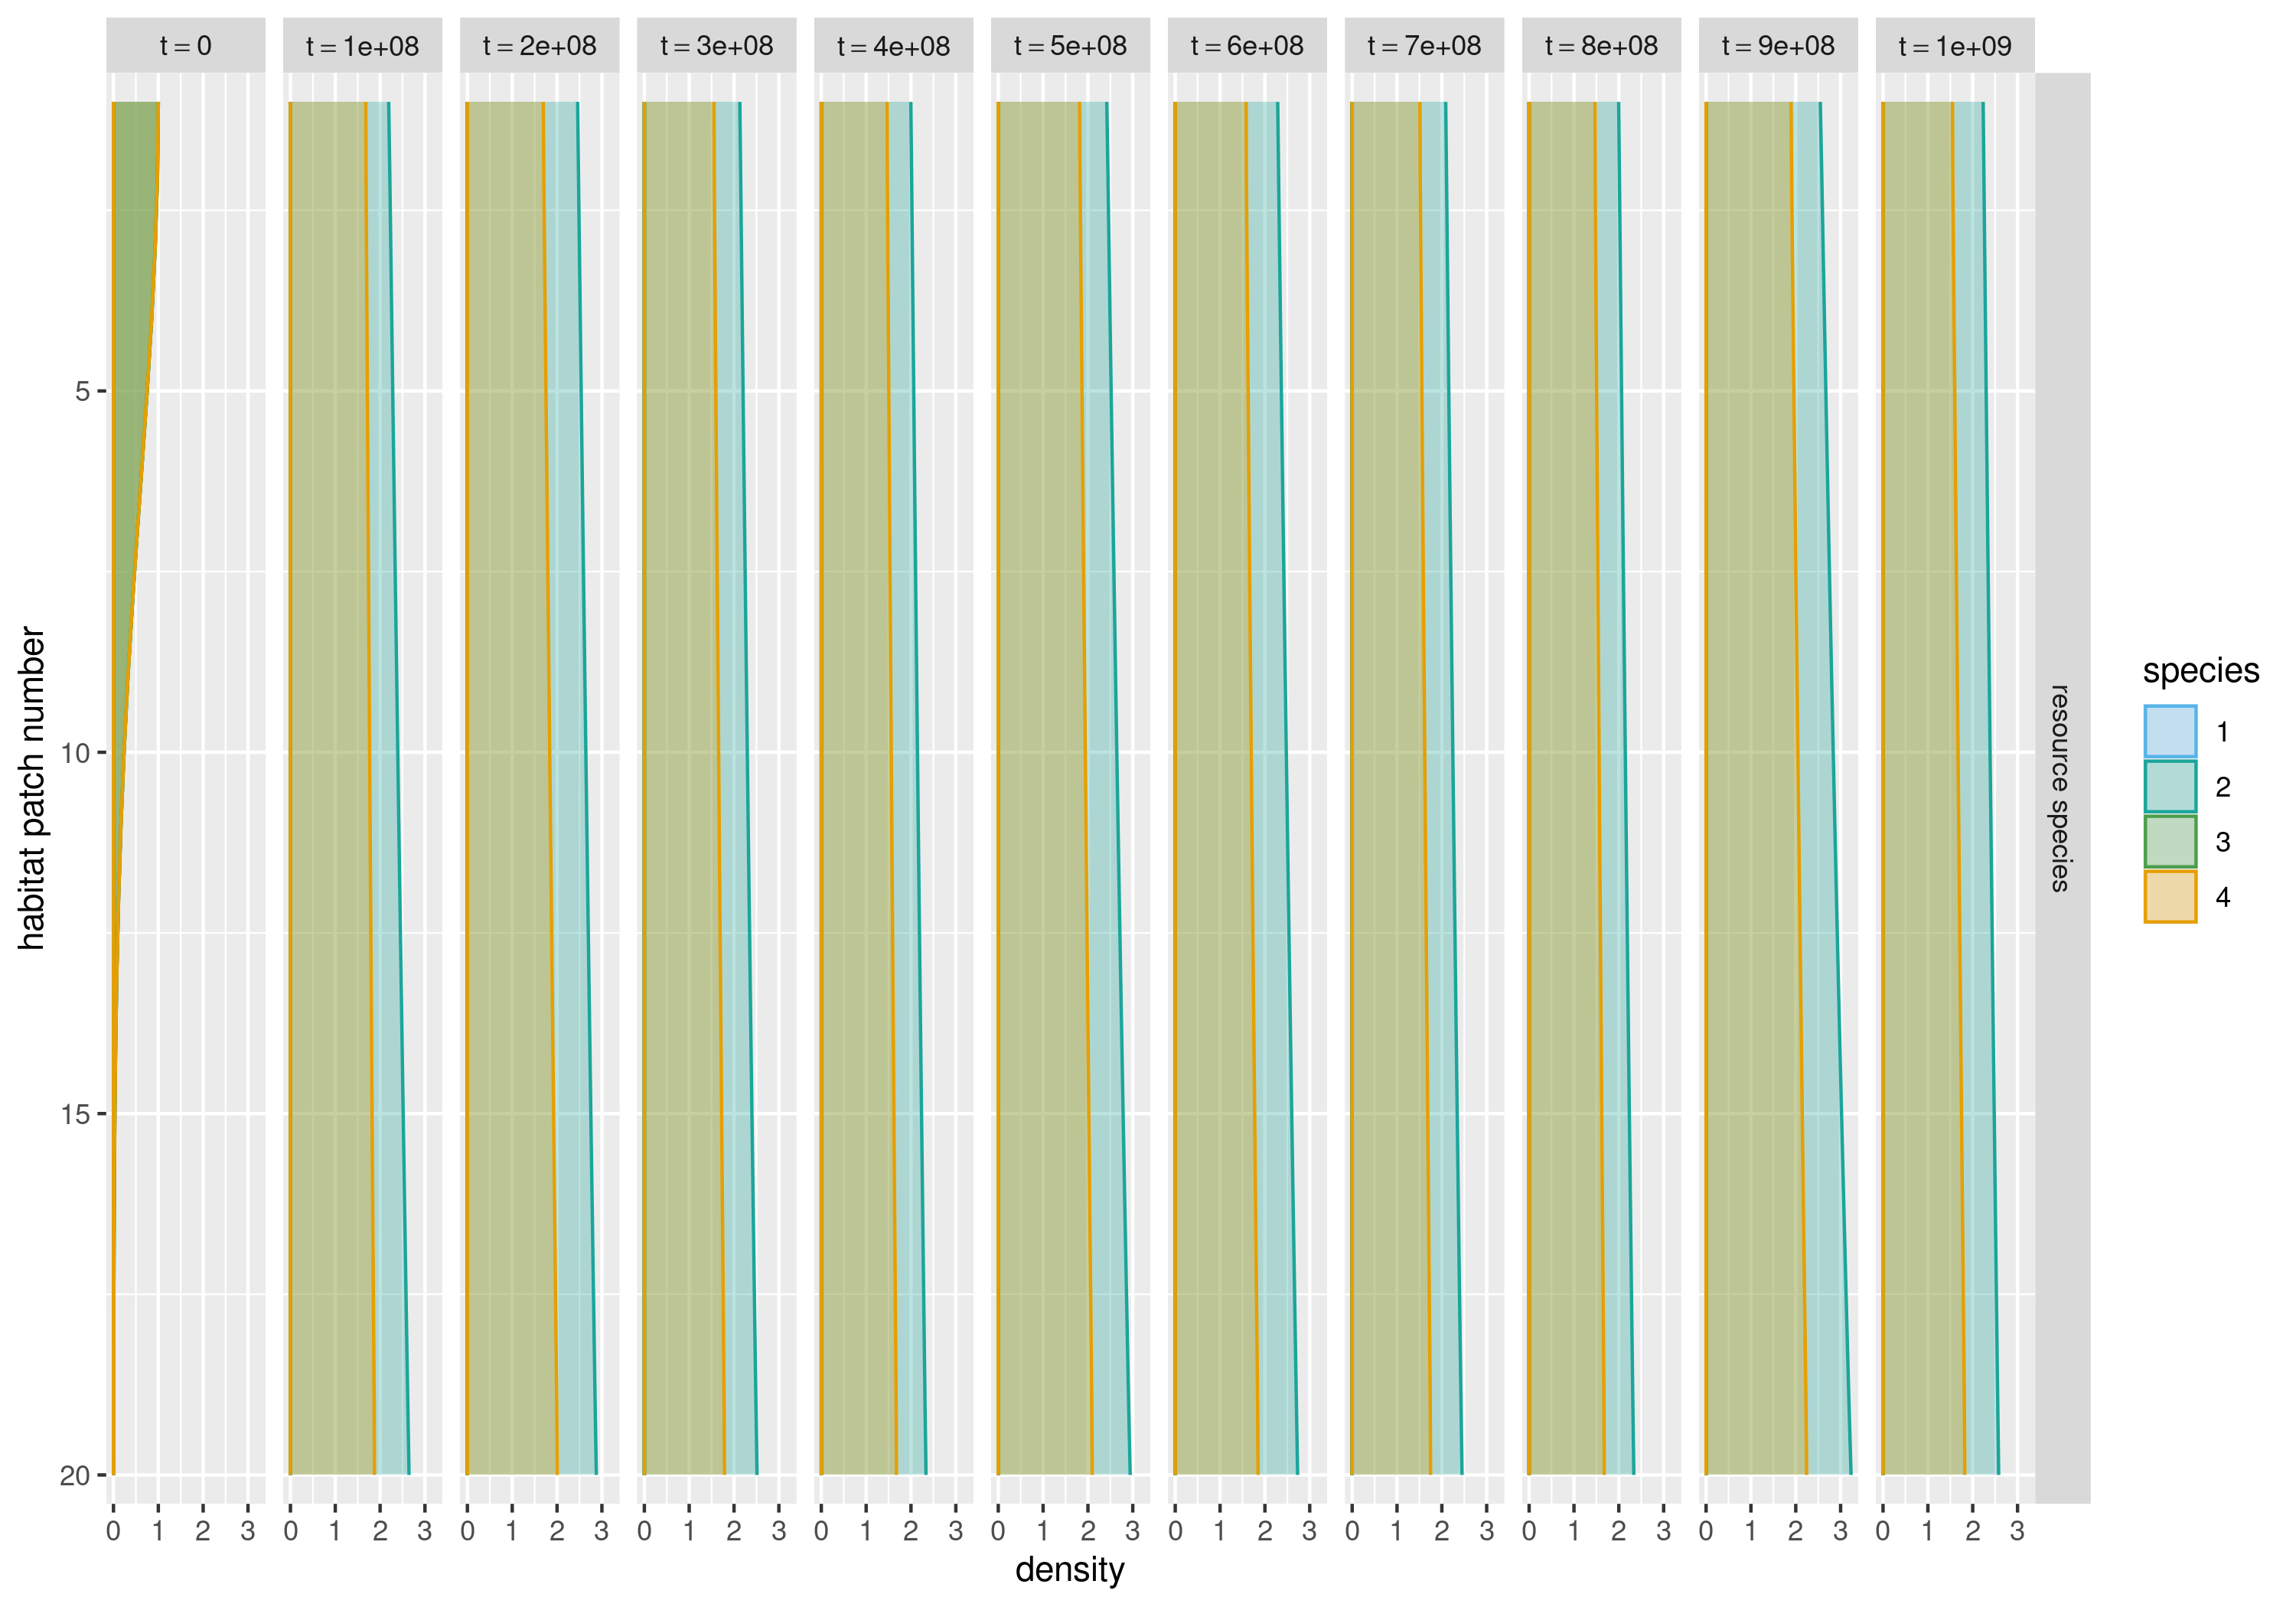 t = 0 t = 1e+08 t = 2e+08 t = 3e+08 t = 4e+08 t = 5e+08 t = 6e+08 t = 7e+08 t = 8e+08 t = 9e+08 t = 1e+09
5
10
15
20
habitat patch number
0 1 2 3 0 1 2 3 0 1 2 3 0 1 2 3 0 1 2 3 0 1 2 3 0 1 2 3 0 1 2 3 0 1 2 3 0 1 2 3 0 1 2 3
density
resource species
species
1
2
3
4